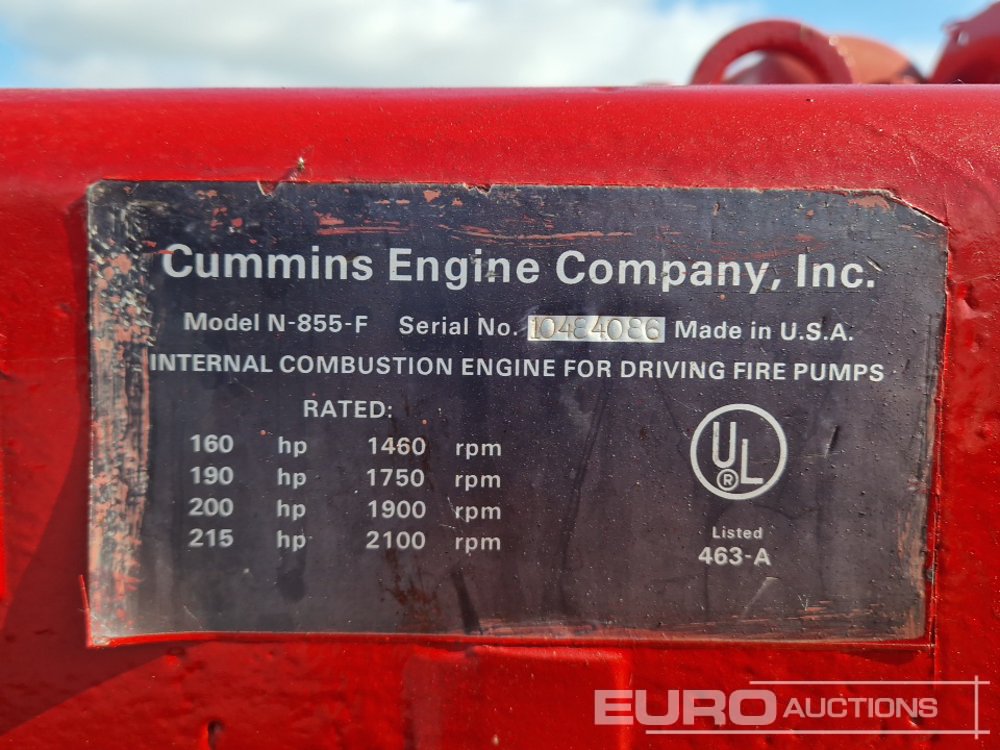 Cummins Engine Company, Inc.
Model N-855-F Serial No. 10484086 Made in U.S.A.
INTERNAL COMBUSTION ENGINE FOR DRIVING FIRE PUMPS
RATED:
160 hp 1460 rpm
190 hp 1750 rpm
200 hp 1900 rpm
215 hp 2100 rpm
UL ®
Listed
463-A
EURO AUCTIONS